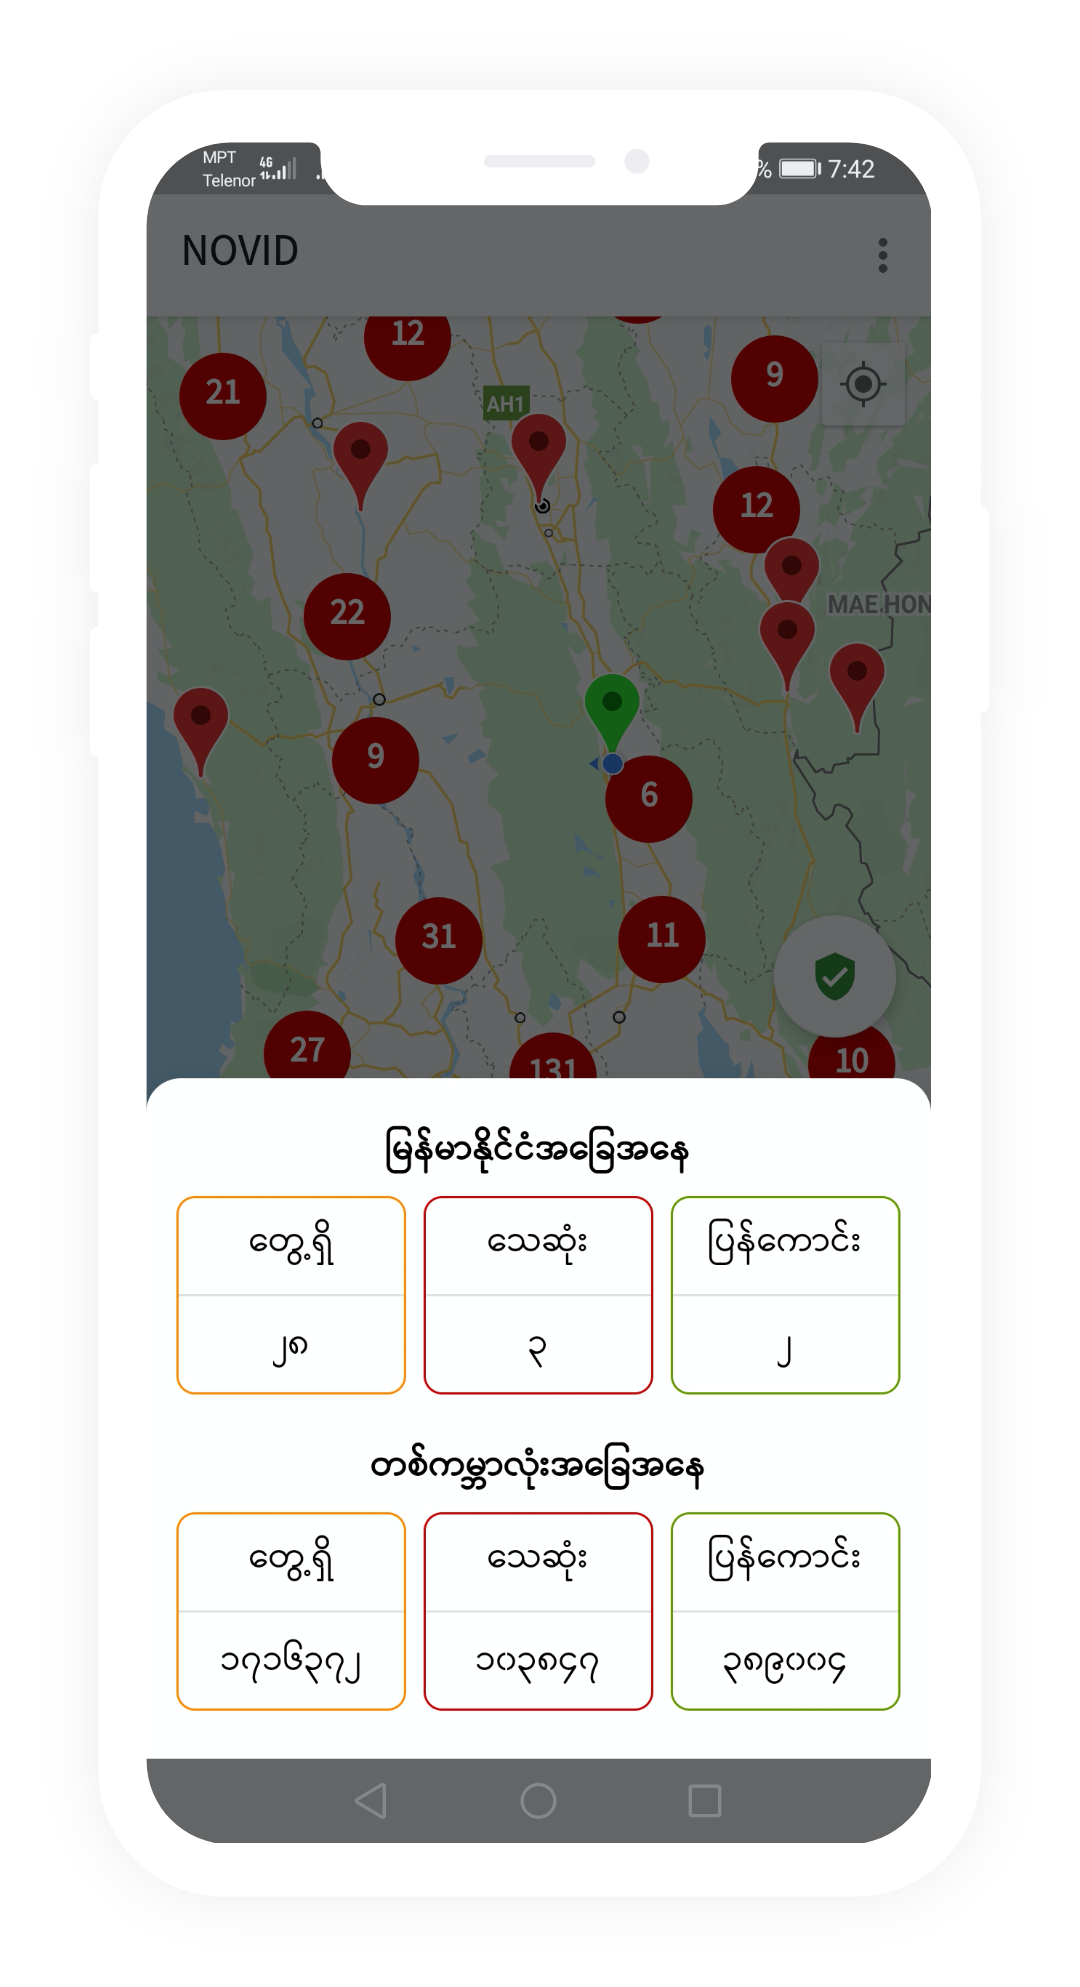 MPT
4G
Telenor
% 7:42
NOVID
12
21
9
AH1
12
MAE HON
22
9
6
31
11
27
131
10
မြန်မာနိုင်ငံအခြေအနေ
တွေ့ရှိ သေဆုံး ပြန်ကောင်း
၂၈ ၃ ၂
တစ်ကမ္ဘာလုံးအခြေအနေ
တွေ့ရှိ သေဆုံး ပြန်ကောင်း
၁၇၁၆၃၇၂ ၁၀၃၈၄၇ ၃၈၉၀၀၄